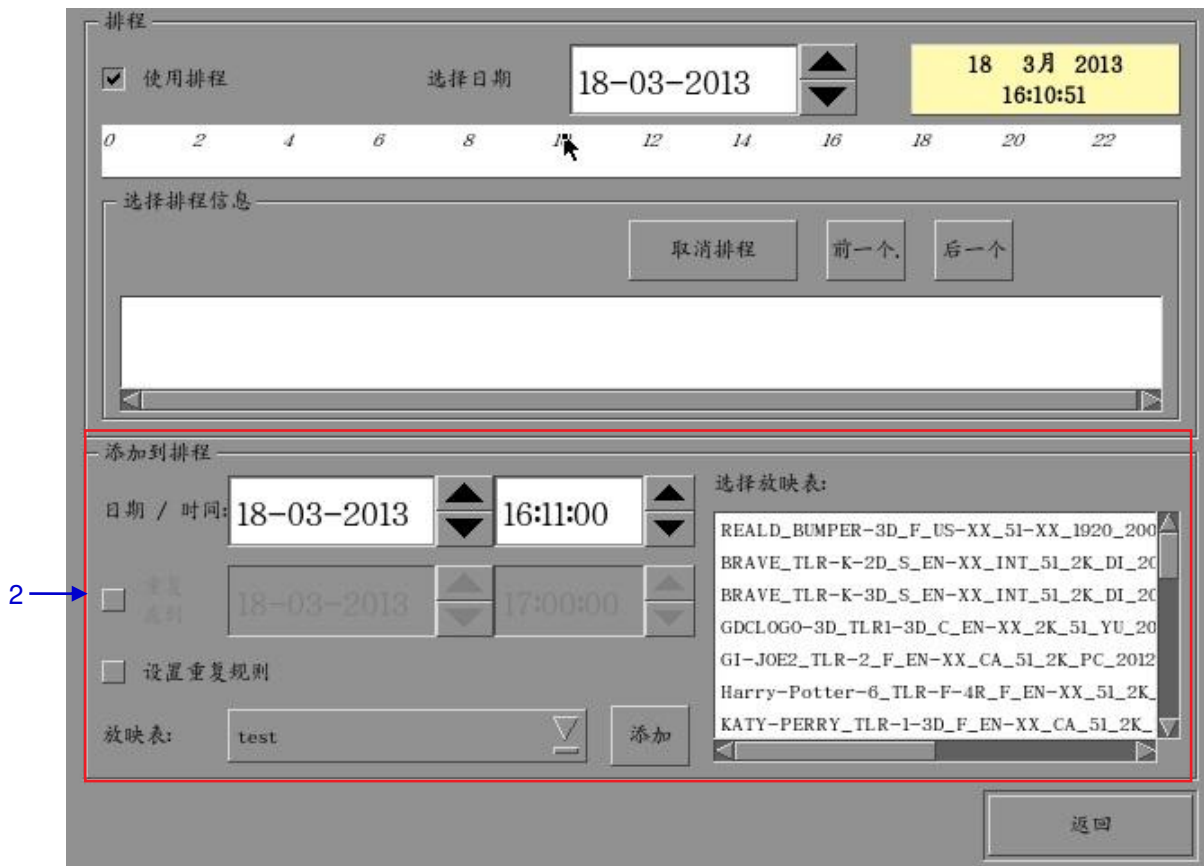 排程
使用排程
选择日期
18-03-2013
18 3月 2013
16:10:51
0 2 4 6 8 12 14 16 18 20 22
选择排程信息
取消排程
前一个.
后一个
添加到排程
日期 / 时间:
18-03-2013
16:11:00
选择放映表:
REALD_BUMPER-3D_F_US-XX_51-XX_1920_200
BRAVE_TLR-K-2D_S_EN-XX_INT_51_2K_DI_20
BRAVE_TLR-K-3D_S_EN-XX_INT_51_2K_DI_20
GDCLOGO-3D_TLR1-3D_C_EN-XX_2K_51_YU_20
GI-JOE2_TLR-2_F_EN-XX_CA_51_2K_PC_2012
Harry-Potter-6_TLR-F-4R_F_EN-XX_51_2K_
KATY-PERRY_TLR-1-3D_F_EN-XX_CA_51_2K_
2
重复
直到
18-03-2013
17:00:00
设置重复规则
放映表:
test
添加
返回